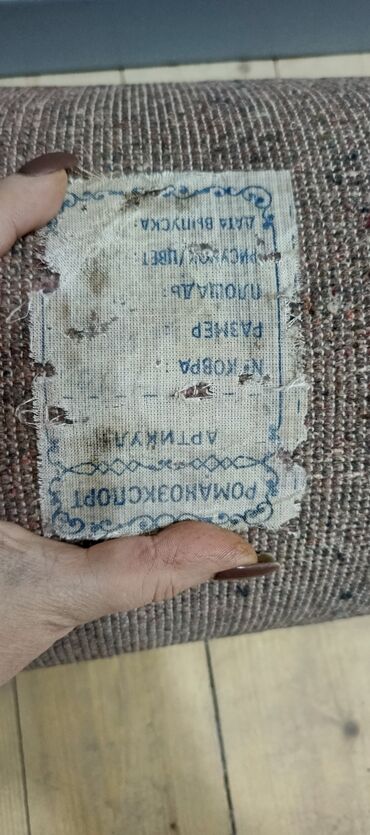 РОМАНОЭКСПОРТ
АРТИКУЛ:
№ КОВРА :
РАЗМЕР :
ПЛОЩАДЬ:
РИСУНОК/ЦВЕТ:
ДАТА ВЫПУСКА: